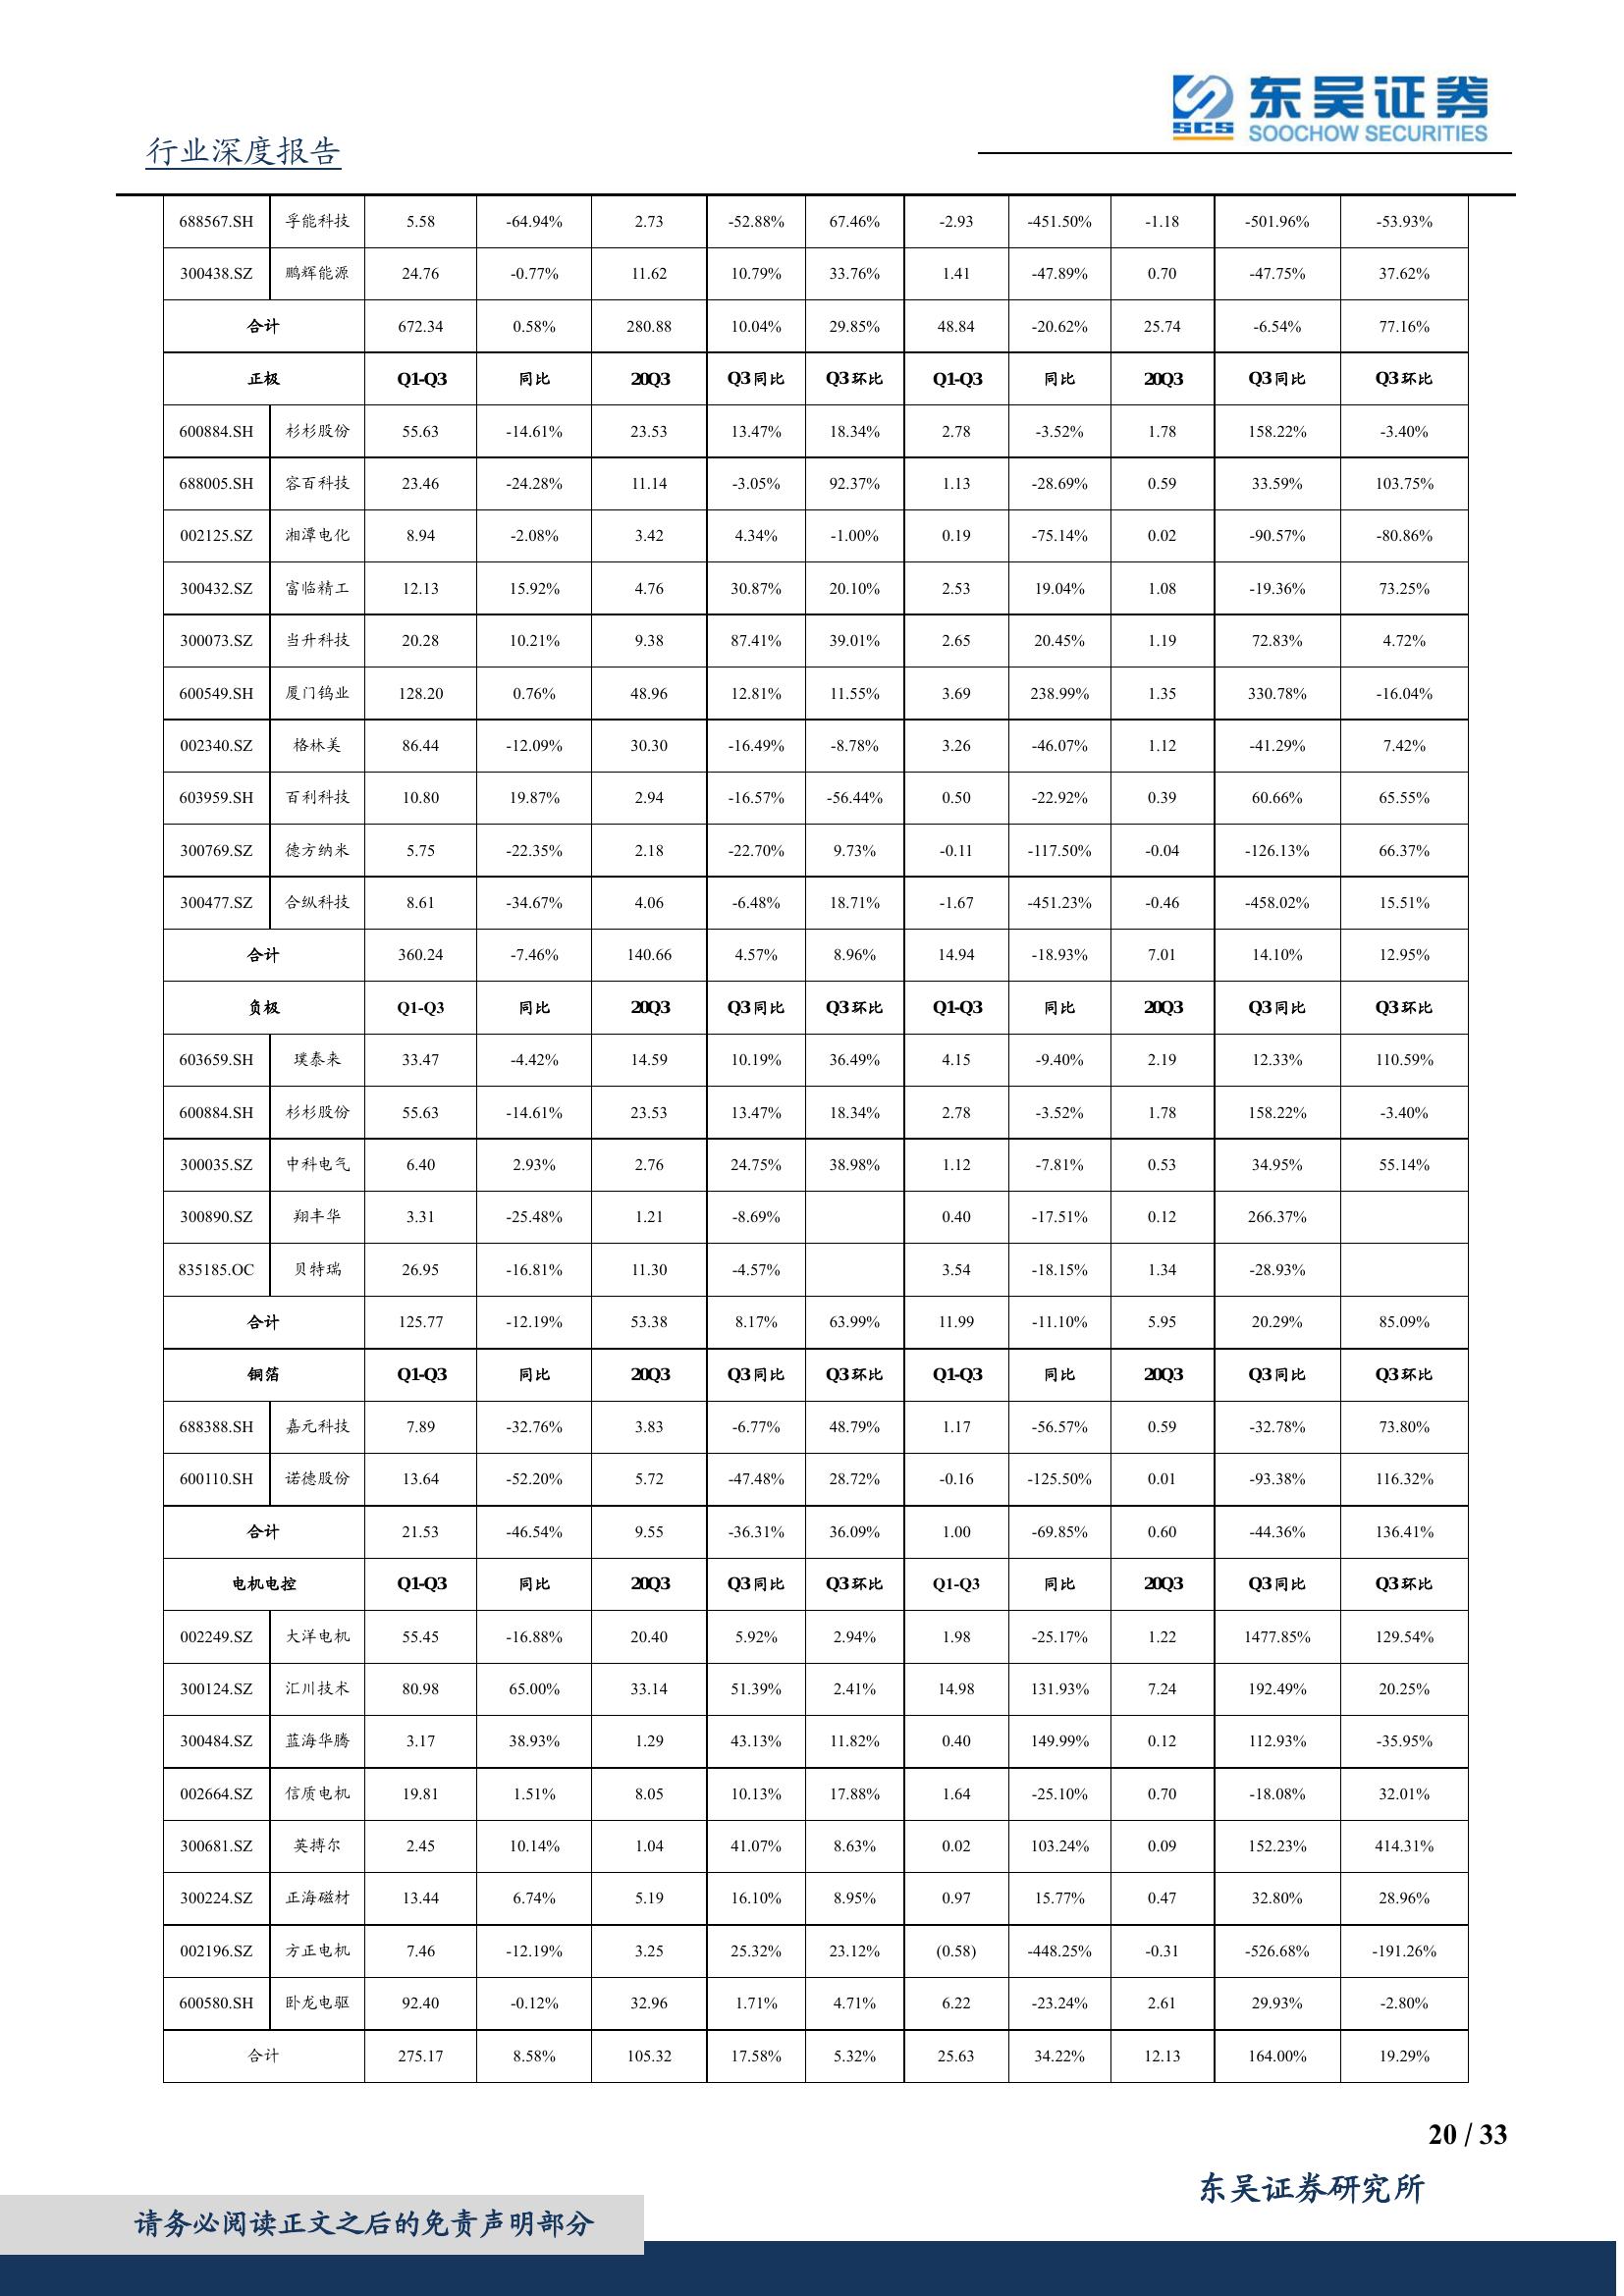 东吴证券
SCS
SOOCHOW SECURITIES
行业深度报告
688567.SH 孚能科技 5.58 -64.94% 2.73 -52.88% 67.46% -2.93 -451.50% -1.18 -501.96% -53.93%
300438.SZ 鹏辉能源 24.76 -0.77% 11.62 10.79% 33.76% 1.41 -47.89% 0.70 -47.75% 37.62%
合计 672.34 0.58% 280.88 10.04% 29.85% 48.84 -20.62% 25.74 -6.54% 77.16%
正极 Q1-Q3 同比 20Q3 Q3同比 Q3环比 Q1-Q3 同比 20Q3 Q3同比 Q3环比
600884.SH 杉杉股份 55.63 -14.61% 23.53 13.47% 18.34% 2.78 -3.52% 1.78 158.22% -3.40%
688005.SH 容百科技 23.46 -24.28% 11.14 -3.05% 92.37% 1.13 -28.69% 0.59 33.59% 103.75%
002125.SZ 湘潭电化 8.94 -2.08% 3.42 4.34% -1.00% 0.19 -75.14% 0.02 -90.57% -80.86%
300432.SZ 富临精工 12.13 15.92% 4.76 30.87% 20.10% 2.53 19.04% 1.08 -19.36% 73.25%
300073.SZ 当升科技 20.28 10.21% 9.38 87.41% 39.01% 2.65 20.45% 1.19 72.83% 4.72%
600549.SH 厦门钨业 128.20 0.76% 48.96 12.81% 11.55% 3.69 238.99% 1.35 330.78% -16.04%
002340.SZ 格林美 86.44 -12.09% 30.30 -16.49% -8.78% 3.26 -46.07% 1.12 -41.29% 7.42%
603959.SH 百利科技 10.80 19.87% 2.94 -16.57% -56.44% 0.50 -22.92% 0.39 60.66% 65.55%
300769.SZ 德方纳米 5.75 -22.35% 2.18 -22.70% 9.73% -0.11 -117.50% -0.04 -126.13% 66.37%
300477.SZ 合纵科技 8.61 -34.67% 4.06 -6.48% 18.71% -1.67 -451.23% -0.46 -458.02% 15.51%
合计 360.24 -7.46% 140.66 4.57% 8.96% 14.94 -18.93% 7.01 14.10% 12.95%
负极 Q1-Q3 同比 20Q3 Q3同比 Q3环比 Q1-Q3 同比 20Q3 Q3同比 Q3环比
603659.SH 璞泰来 33.47 -4.42% 14.59 10.19% 36.49% 4.15 -9.40% 2.19 12.33% 110.59%
600884.SH 杉杉股份 55.63 -14.61% 23.53 13.47% 18.34% 2.78 -3.52% 1.78 158.22% -3.40%
300035.SZ 中科电气 6.40 2.93% 2.76 24.75% 38.98% 1.12 -7.81% 0.53 34.95% 55.14%
300890.SZ 翔丰华 3.31 -25.48% 1.21 -8.69% 0.40 -17.51% 0.12 266.37%
835185.OC 贝特瑞 26.95 -16.81% 11.30 -4.57% 3.54 -18.15% 1.34 -28.93%
合计 125.77 -12.19% 53.38 8.17% 63.99% 11.99 -11.10% 5.95 20.29% 85.09%
铜箔 Q1-Q3 同比 20Q3 Q3同比 Q3环比 Q1-Q3 同比 20Q3 Q3同比 Q3环比
688388.SH 嘉元科技 7.89 -32.76% 3.83 -6.77% 48.79% 1.17 -56.57% 0.59 -32.78% 73.80%
600110.SH 诺德股份 13.64 -52.20% 5.72 -47.48% 28.72% -0.16 -125.50% 0.01 -93.38% 116.32%
合计 21.53 -46.54% 9.55 -36.31% 36.09% 1.00 -69.85% 0.60 -44.36% 136.41%
电机电控 Q1-Q3 同比 20Q3 Q3同比 Q3环比 Q1-Q3 同比 20Q3 Q3同比 Q3环比
002249.SZ 大洋电机 55.45 -16.88% 20.40 5.92% 2.94% 1.98 -25.17% 1.22 1477.85% 129.54%
300124.SZ 汇川技术 80.98 65.00% 33.14 51.39% 2.41% 14.98 131.93% 7.24 192.49% 20.25%
300484.SZ 蓝海华腾 3.17 38.93% 1.29 43.13% 11.82% 0.40 149.99% 0.12 112.93% -35.95%
002664.SZ 信质电机 19.81 1.51% 8.05 10.13% 17.88% 1.64 -25.10% 0.70 -18.08% 32.01%
300681.SZ 英搏尔 2.45 10.14% 1.04 41.07% 8.63% 0.02 103.24% 0.09 152.23% 414.31%
300224.SZ 正海磁材 13.44 6.74% 5.19 16.10% 8.95% 0.97 15.77% 0.47 32.80% 28.96%
002196.SZ 方正电机 7.46 -12.19% 3.25 25.32% 23.12% (0.58) -448.25% -0.31 -526.68% -191.26%
600580.SH 卧龙电驱 92.40 -0.12% 32.96 1.71% 4.71% 6.22 -23.24% 2.61 29.93% -2.80%
合计 275.17 8.58% 105.32 17.58% 5.32% 25.63 34.22% 12.13 164.00% 19.29%
20 / 33
东吴证券研究所
请务必阅读正文之后的免责声明部分